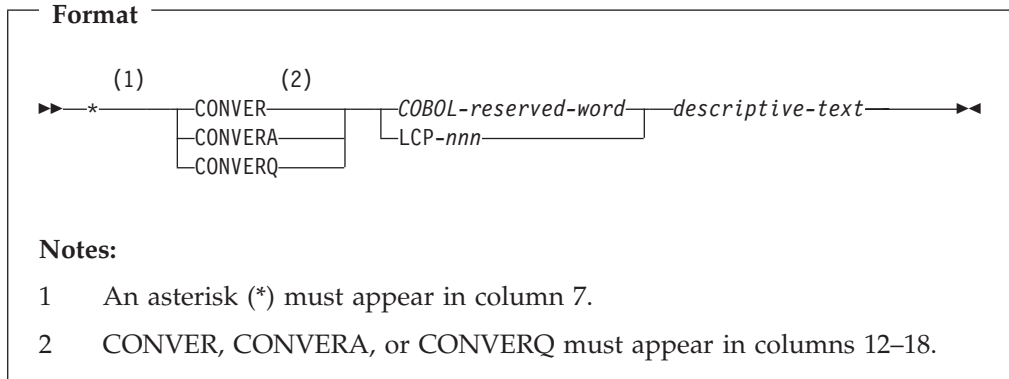 Format
(1) (2)
►►—*—CONVER—COBOL-reserved-word—descriptive-text—►◄
CONVERA LCP-nnn
CONVERQ
Notes:
1 An asterisk (*) must appear in column 7.
2 CONVER, CONVERA, or CONVERQ must appear in columns 12–18.